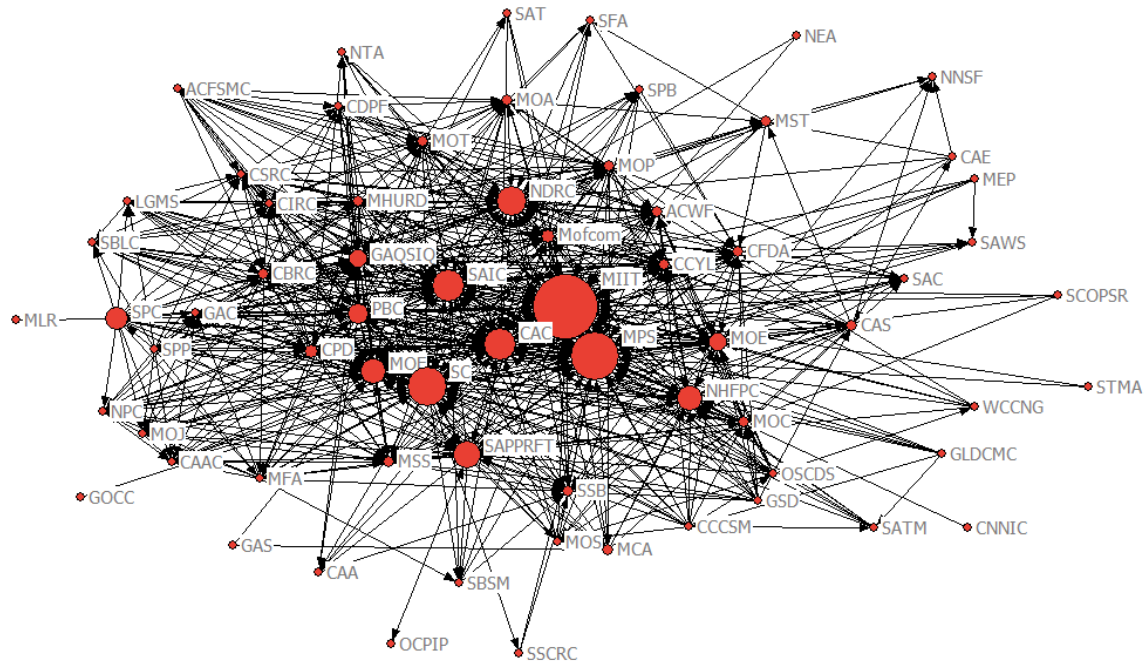 SAT
SFA
NEA
NTA
NNSF
ACFSMC
SPB
CDPF
MOA
MST
MOT
CAE
MOP
CSRC
MEP
NDRC
LGMS
CIRC
MHURD
ACWF
Mofcom
SBLC
SAWS
CFDA
GAQSIQ
CCYL
CBRC
SAIC
MIIT
SAC
SCOPSR
GAC
PBC
SPC
MLR
CAS
CAC
MPS
MOE
SPP
CPD
MOF
SC
STMA
NHFPC
NPC
WCCNG
MOC
MOJ
SAPPRFT
GLDCMC
CAAC
MSS
OSCDS
MFA
SSB
GOCC
GSD
CCCSM
SATM
CNNIC
GAS
MOS
MCA
CAA
SBSM
OCPIP
SSCRC